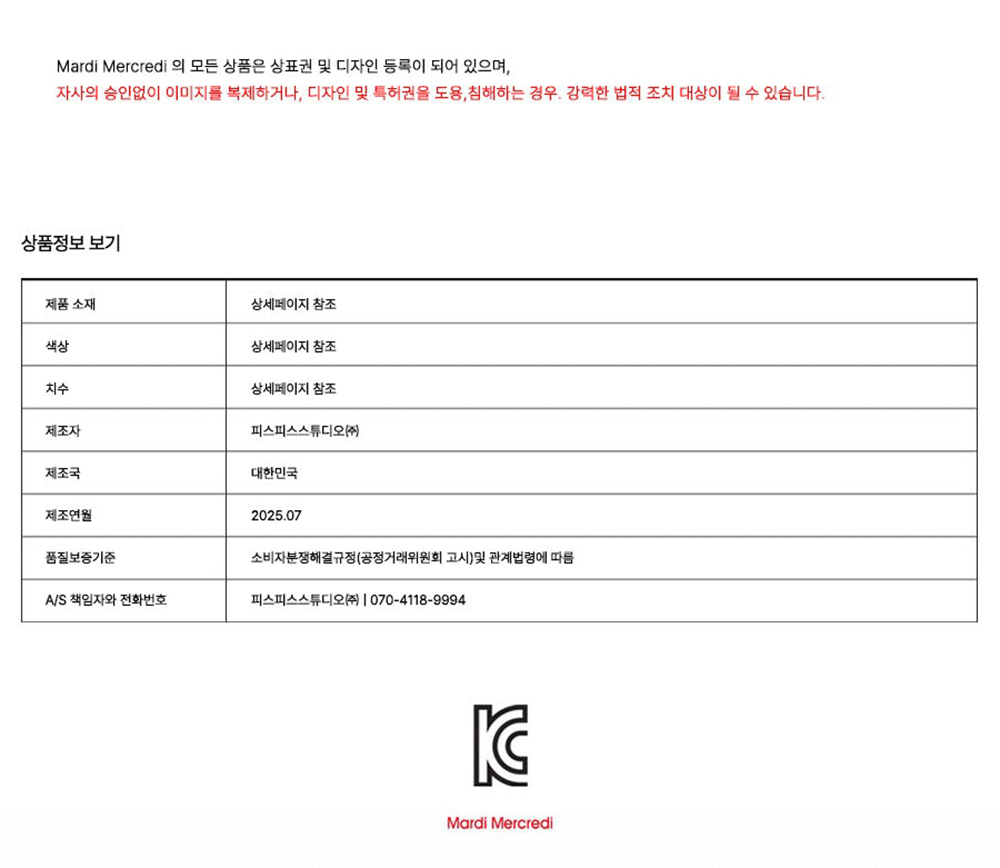 Mardi Mercredi 의 모든 상품은 상표권 및 디자인 등록이 되어 있으며,
자사의 승인없이 이미지를 복제하거나, 디자인 및 특허권을 도용,침해하는 경우. 강력한 법적 조치 대상이 될 수 있습니다.
상품정보 보기
제품 소재 상세페이지 참조
색상 상세페이지 참조
치수 상세페이지 참조
제조자 피스피스스튜디오㈜
제조국 대한민국
제조연월 2025.07
품질보증기준 소비자분쟁해결규정(공정거래위원회 고시)및 관계법령에 따름
A/S 책임자와 전화번호 피스피스스튜디오㈜ | 070-4118-9994
KC
Mardi Mercredi